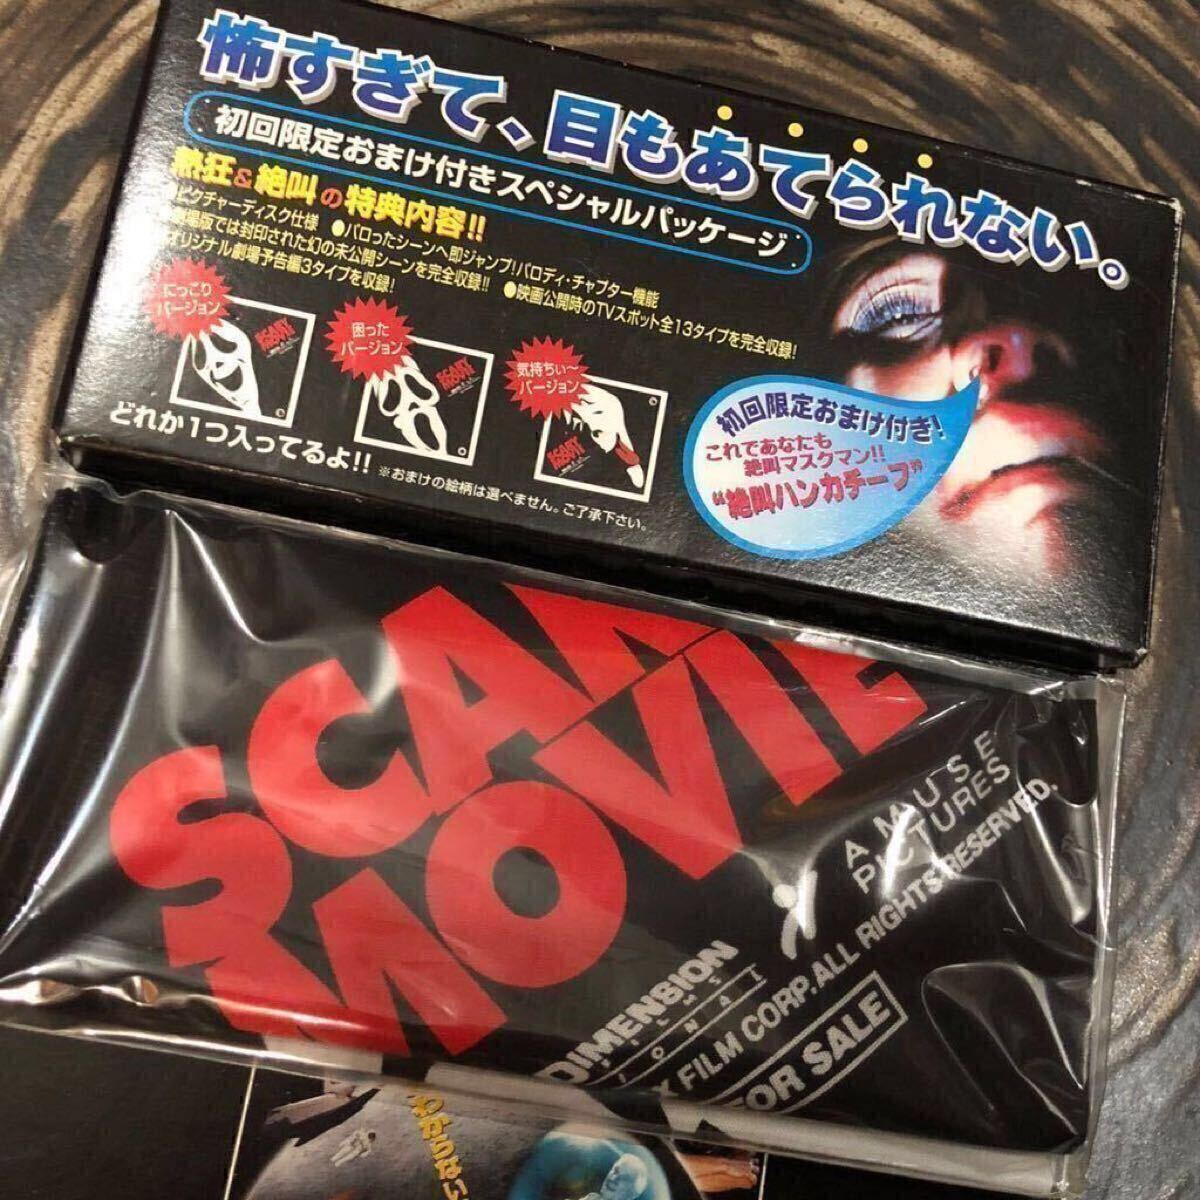 怖すぎて、目もあてられない。
初回限定おまけ付きスペシャルパッケージ
熱狂&絶叫の特典内容!!
ピクチャーディスク仕様 ●パロったシーンへ即ジャンプ!パロディ・チャプター機能
劇場版では封印された幻の未公開シーンを完全収録!! ●映画公開時のTVスポット全13タイプを完全収録!
オリジナル劇場予告編3タイプを収録!
にっこり
バージョン
困った
バージョン
気持ちぃ〜
バージョン
どれか1つ入ってるよ!!
※おまけの絵柄は選べません。ご了承下さい。
初回限定おまけ付き!
これであなたも
絶叫マスクマン!!
"絶叫ハンカチーフ"
SCA
MOVIE
AMUSE
PICTURES
DIMENSION
FILM CORP. ALL RIGHTS RESERVED.
FOR SALE
わからない